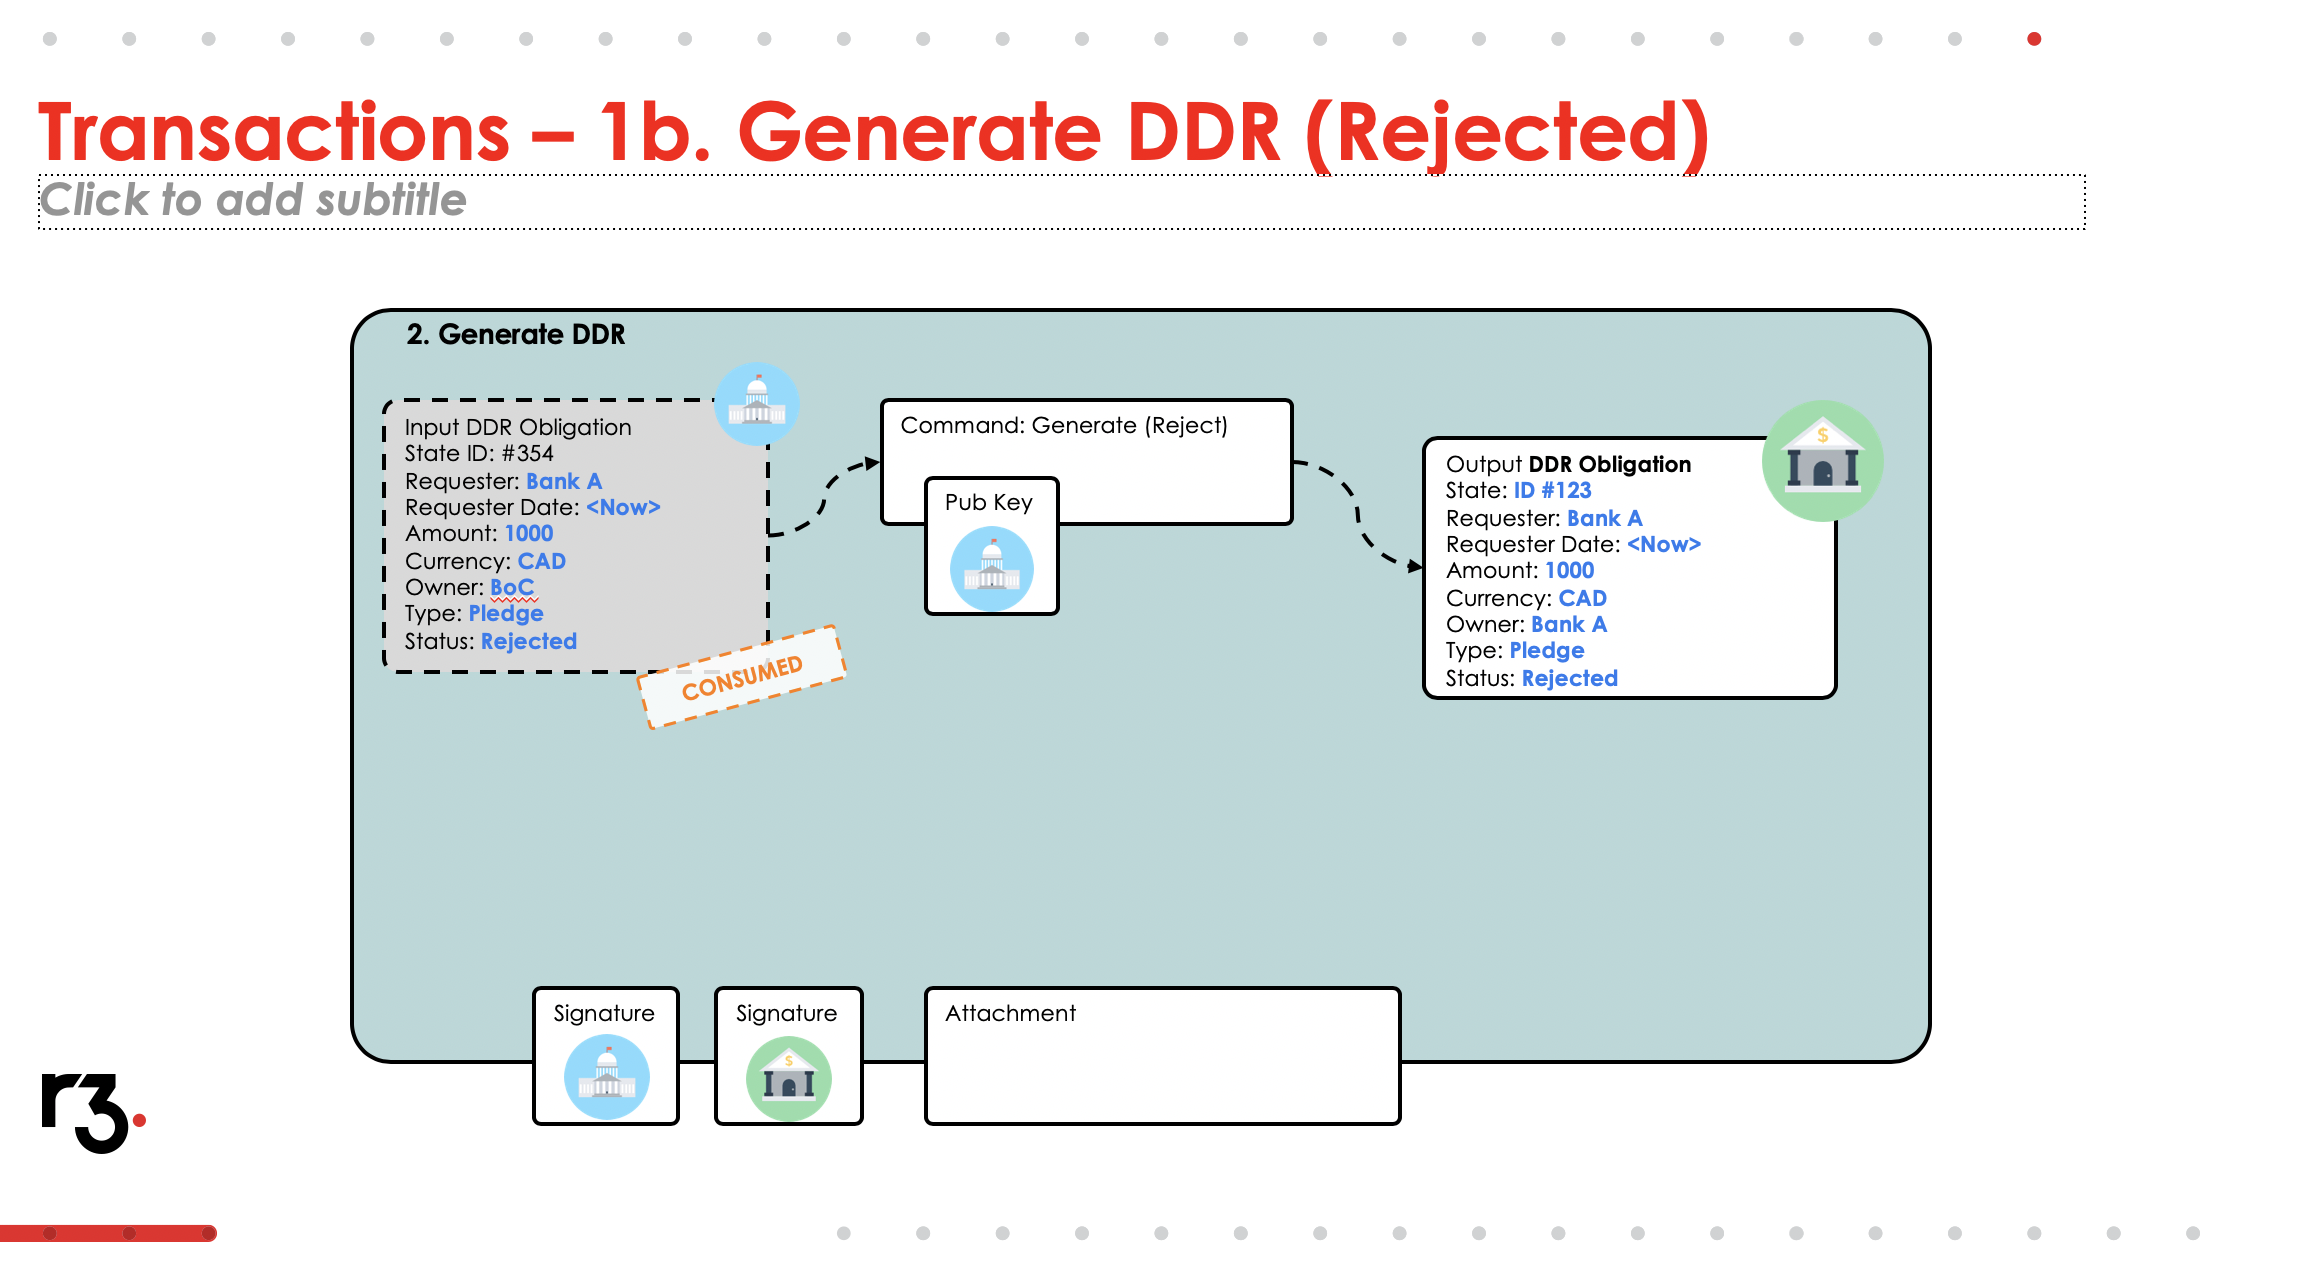 Transactions – 1b. Generate DDR (Rejected)
Click to add subtitle
2. Generate DDR
Input DDR Obligation
State ID: #354
Requester: Bank A
Requester Date: <Now>
Amount: 1000
Currency: CAD
Owner: BoC
Type: Pledge
Status: Rejected
CONSUMED
Command: Generate (Reject)
Pub Key
Output DDR Obligation
State: ID #123
Requester: Bank A
Requester Date: <Now>
Amount: 1000
Currency: CAD
Owner: Bank A
Type: Pledge
Status: Rejected
Signature
Signature
Attachment
r3.